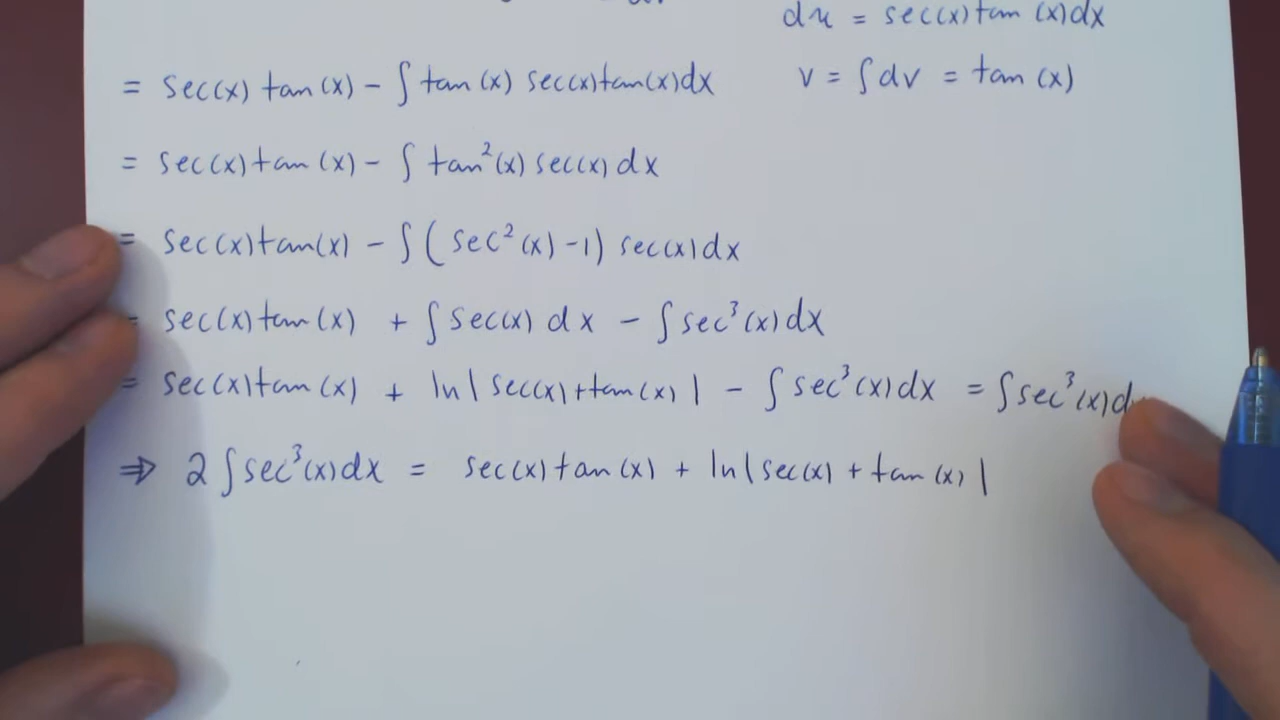 du = sec(x)tan(x)dx
= sec(x) tan(x) - ∫ tan(x) sec(x)tan(x)dx
v = ∫ dv = tan(x)
= sec(x)tan(x) - ∫ tan²(x) sec(x) dx
= sec(x)tan(x) - ∫ (sec²(x) -1) sec(x)dx
= sec(x)tan(x) + ∫ sec(x) dx - ∫ sec³(x)dx
= sec(x)tan(x) + ln|sec(x)+tan(x)| - ∫ sec³(x)dx = ∫ sec³(x)d
⇒ 2 ∫ sec³(x)dx = sec(x)tan(x) + ln|sec(x) + tan(x)|